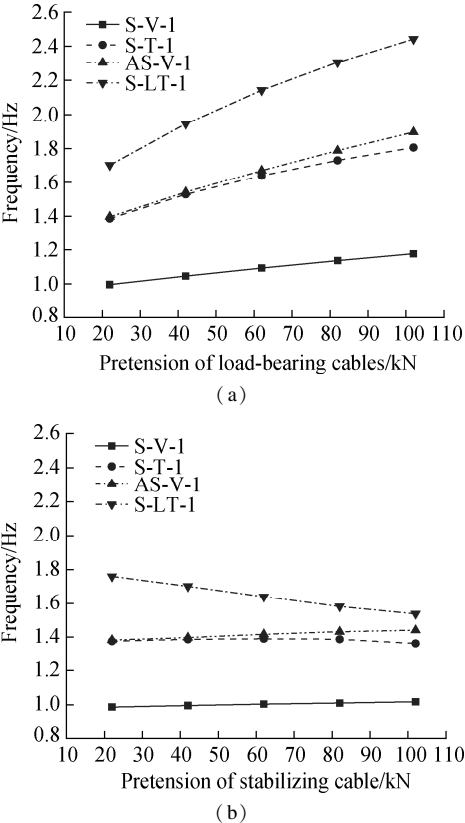 2.6
2.4
2.2
2.0
1.8
1.6
1.4
1.2
1.0
0.8
Frequency/Hz
S-V-1
S-T-1
AS-V-1
S-LT-1
10 20 30 40 50 60 70 80 90 100 110
Pretension of load-bearing cables/kN
(a)
2.6
2.4
2.2
2.0
1.8
1.6
1.4
1.2
1.0
0.8
Frequency/Hz
S-V-1
S-T-1
AS-V-1
S-LT-1
10 20 30 40 50 60 70 80 90 100 110
Pretension of stabilizing cable/kN
(b)